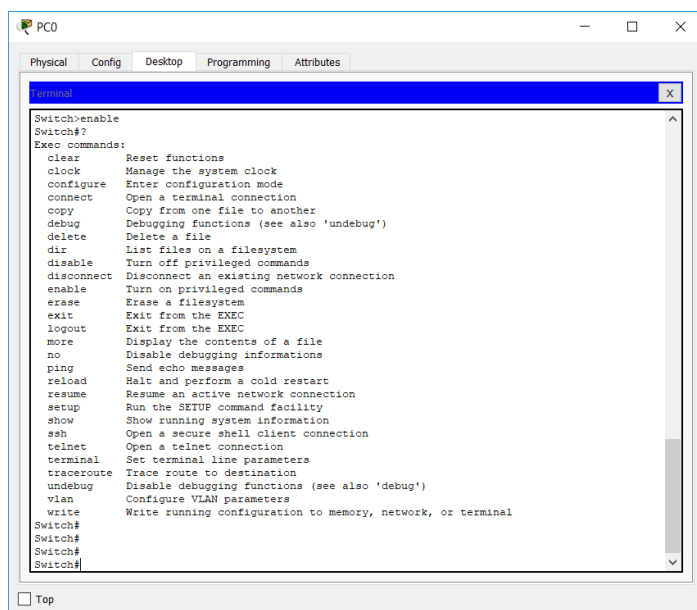 PC0
Physical Config Desktop Programming Attributes
Terminal X
Switch>enable
Switch#?
Exec commands:
clear Reset functions
clock Manage the system clock
configure Enter configuration mode
connect Open a terminal connection
copy Copy from one file to another
debug Debugging functions (see also 'undebug')
delete Delete a file
dir List files on a filesystem
disable Turn off privileged commands
disconnect Disconnect an existing network connection
enable Turn on privileged commands
erase Erase a filesystem
exit Exit from the EXEC
logout Exit from the EXEC
more Display the contents of a file
no Disable debugging informations
ping Send echo messages
reload Halt and perform a cold restart
resume Resume an active network connection
setup Run the SETUP command facility
show Show running system information
ssh Open a secure shell client connection
telnet Open a telnet connection
terminal Set terminal line parameters
traceroute Trace route to destination
undebug Disable debugging functions (see also 'debug')
vlan Configure VLAN parameters
write Write running configuration to memory, network, or terminal
Switch#
Switch#
Switch#
Switch#
Top